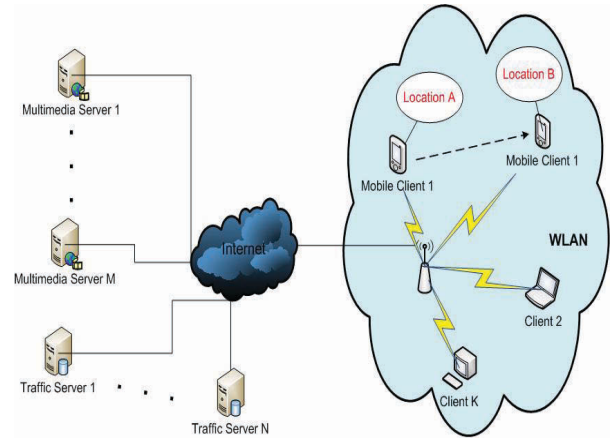 Multimedia Server 1
Multimedia Server M
Traffic Server 1
Traffic Server N
Internet
Location A
Location B
Mobile Client 1
Mobile Client 1
WLAN
Client 2
Client K